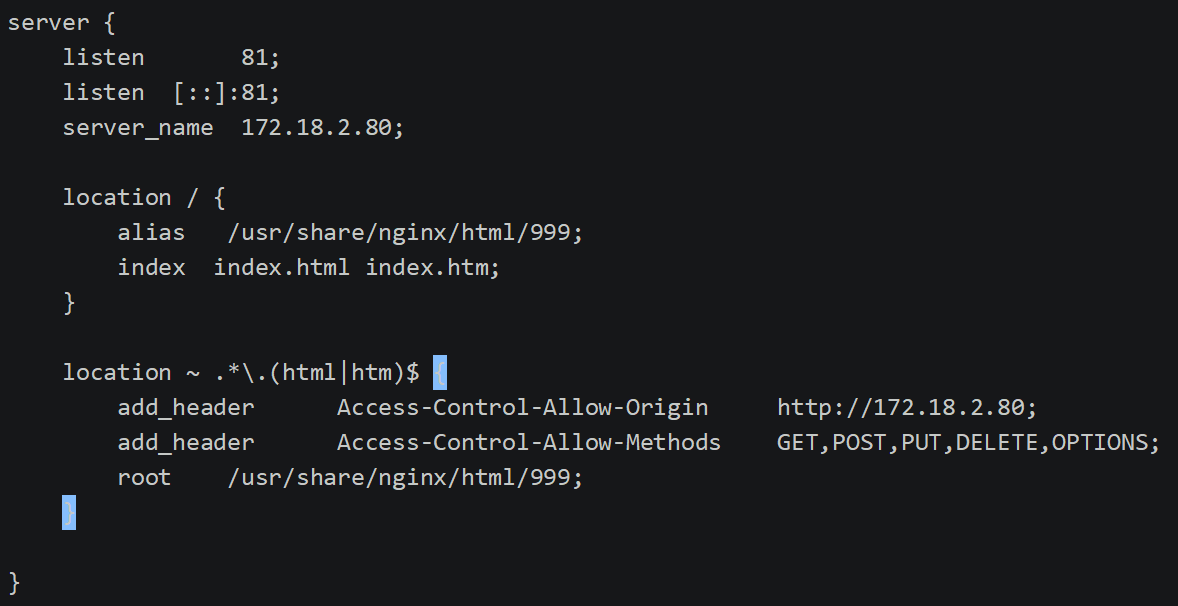 server {
    listen       81;
    listen  [::]:81;
    server_name  172.18.2.80;

    location / {
        alias   /usr/share/nginx/html/999;
        index  index.html index.htm;
    }

    location ~ .*\.(html|htm)$ {
        add_header      Access-Control-Allow-Origin     http://172.18.2.80;
        add_header      Access-Control-Allow-Methods    GET,POST,PUT,DELETE,OPTIONS;
        root    /usr/share/nginx/html/999;
    }

}